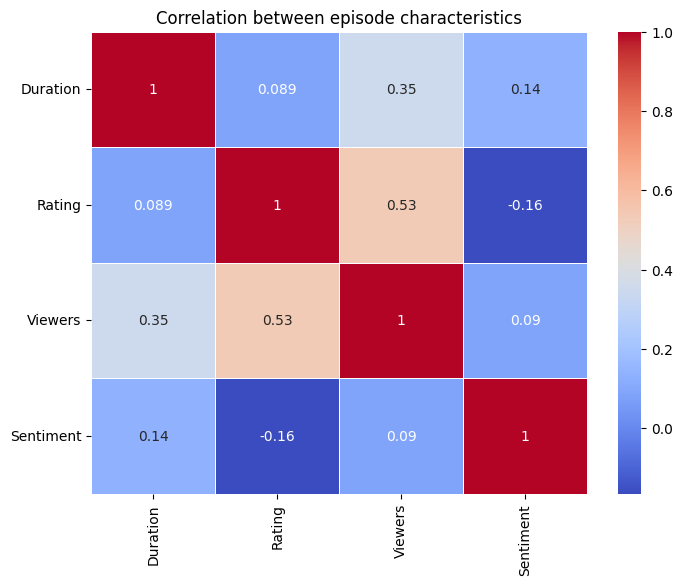 Correlation between episode characteristics
Duration 1 0.089 0.35 0.14
Rating 0.089 1 0.53 -0.16
Viewers 0.35 0.53 1 0.09
Sentiment 0.14 -0.16 0.09 1
Duration Rating Viewers Sentiment
1.0
0.8
0.6
0.4
0.2
0.0